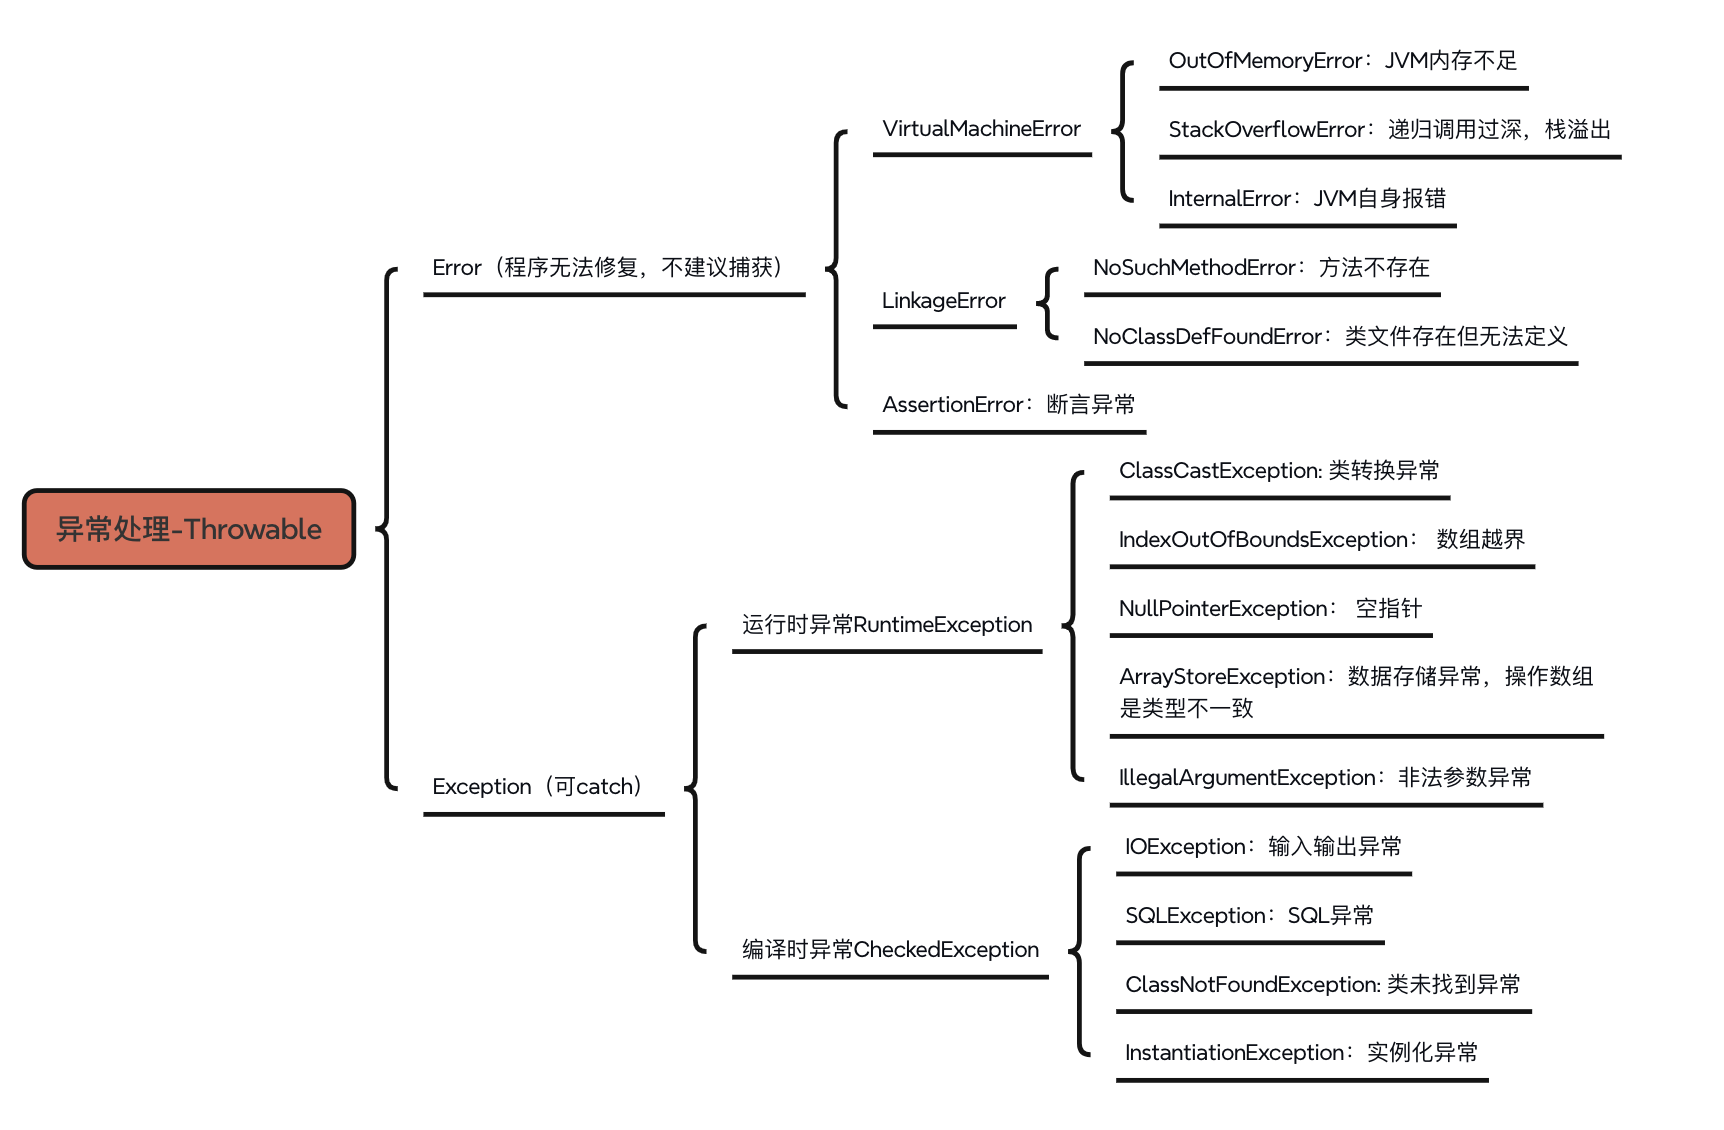 异常处理-Throwable
Error（程序无法修复，不建议捕获）
VirtualMachineError
OutOfMemoryError：JVM内存不足
StackOverflowError：递归调用过深，栈溢出
InternalError：JVM自身报错
LinkageError
NoSuchMethodError：方法不存在
NoClassDefFoundError：类文件存在但无法定义
AssertionError：断言异常
Exception（可catch）
运行时异常RuntimeException
ClassCastException: 类转换异常
IndexOutOfBoundsException： 数组越界
NullPointerException： 空指针
ArrayStoreException：数据存储异常，操作数组
是类型不一致
IllegalArgumentException：非法参数异常
编译时异常CheckedException
IOException：输入输出异常
SQLException：SQL异常
ClassNotFoundException: 类未找到异常
InstantiationException：实例化异常